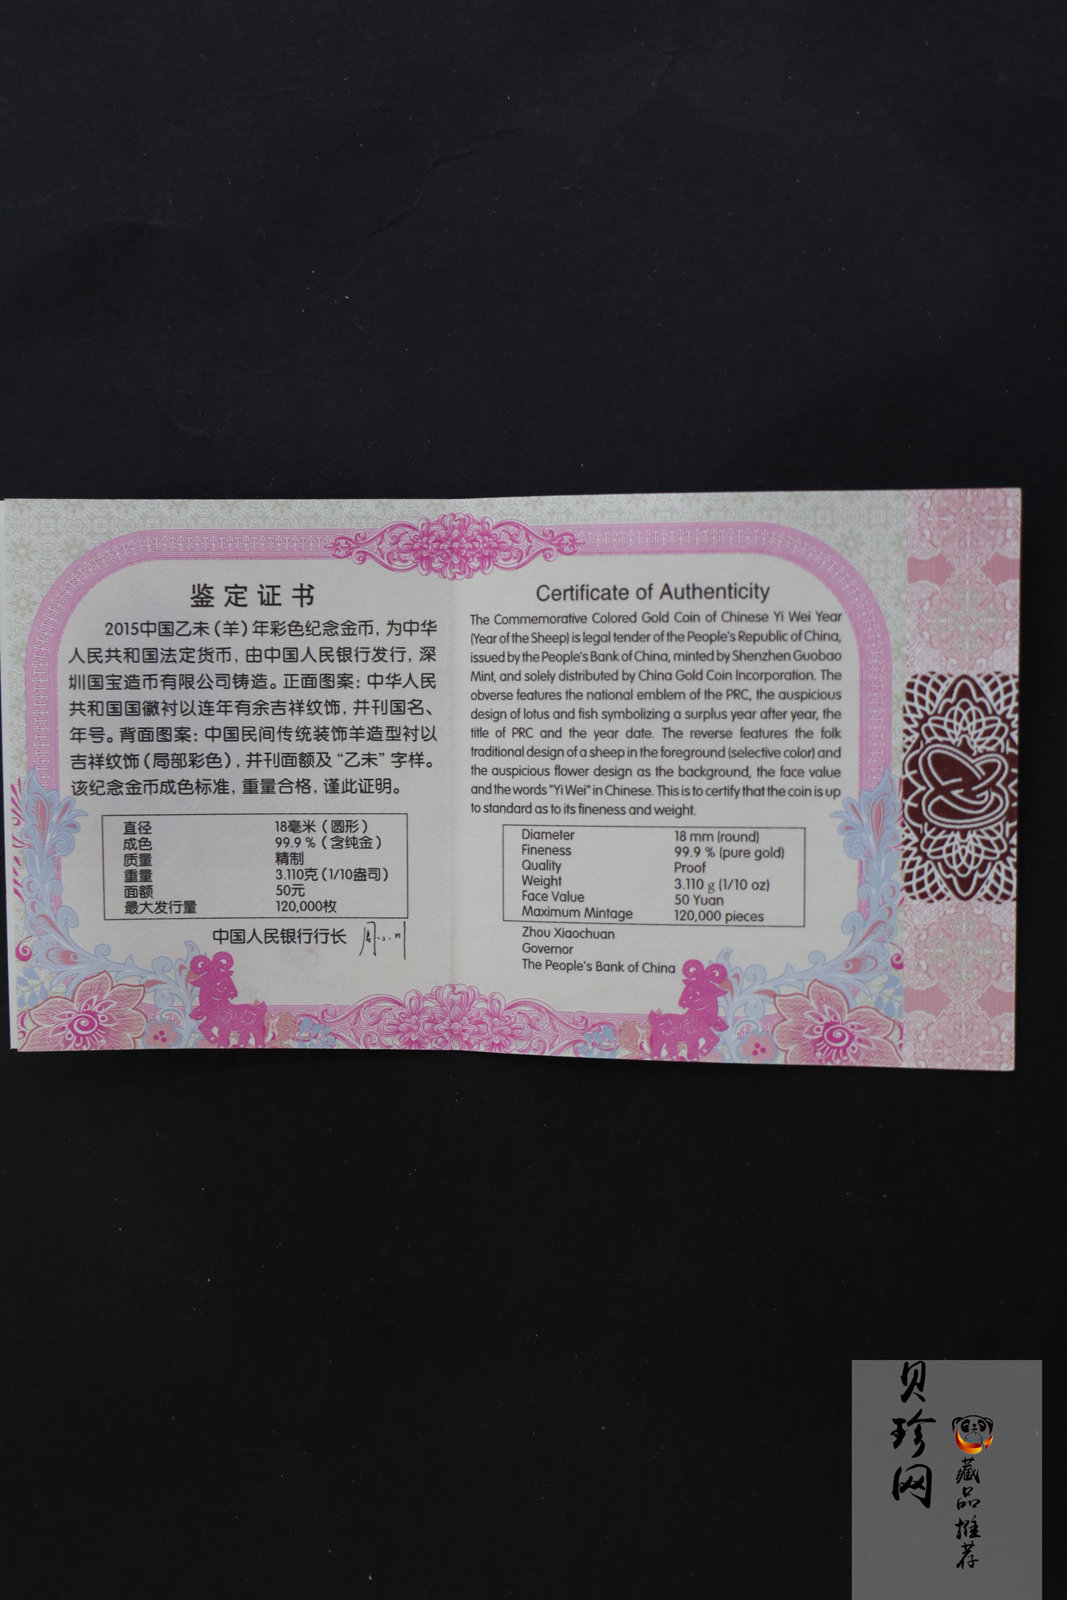 鉴定证书
2015中国乙未（羊）年彩色纪念金币，为中华
人民共和国法定货币，由中国人民银行发行，深
圳国宝造币有限公司铸造。正面图案：中华人民
共和国国徽衬以连年有余吉祥纹饰，并刊国名、
年号。背面图案：中国民间传统装饰羊造型衬以
吉祥纹饰（局部彩色），并刊面额及“乙未”字样。
该纪念金币成色标准，重量合格，谨此证明。
直径 18毫米（圆形）
成色 99.9％（含纯金）
质量 精制
重量 3.110克（1/10盎司）
面额 50元
最大发行量 120,000枚
中国人民银行行长
Certificate of Authenticity
The Commemorative Colored Gold Coin of Chinese Yi Wei Year
(Year of the Sheep) is legal tender of the People's Republic of China,
issued by the People's Bank of China, minted by Shenzhen Guobao
Mint, and solely distributed by China Gold Coin Incorporation. The
obverse features the national emblem of the PRC, the auspicious
design of lotus and fish symbolizing a surplus year after year, the
title of PRC and the year date. The reverse features the folk
traditional design of a sheep in the foreground (selective color) and
the auspicious flower design as the background, the face value
and the words "Yi Wei" in Chinese. This is to certify that the coin is up
to standard as to its fineness and weight.
Diameter 18 mm (round)
Fineness 99.9 % (pure gold)
Quality Proof
Weight 3.110 g (1/10 oz)
Face Value 50 Yuan
Maximum Mintage 120,000 pieces
Zhou Xiaochuan
Governor
The People's Bank of China
贝珍网
藏品推荐